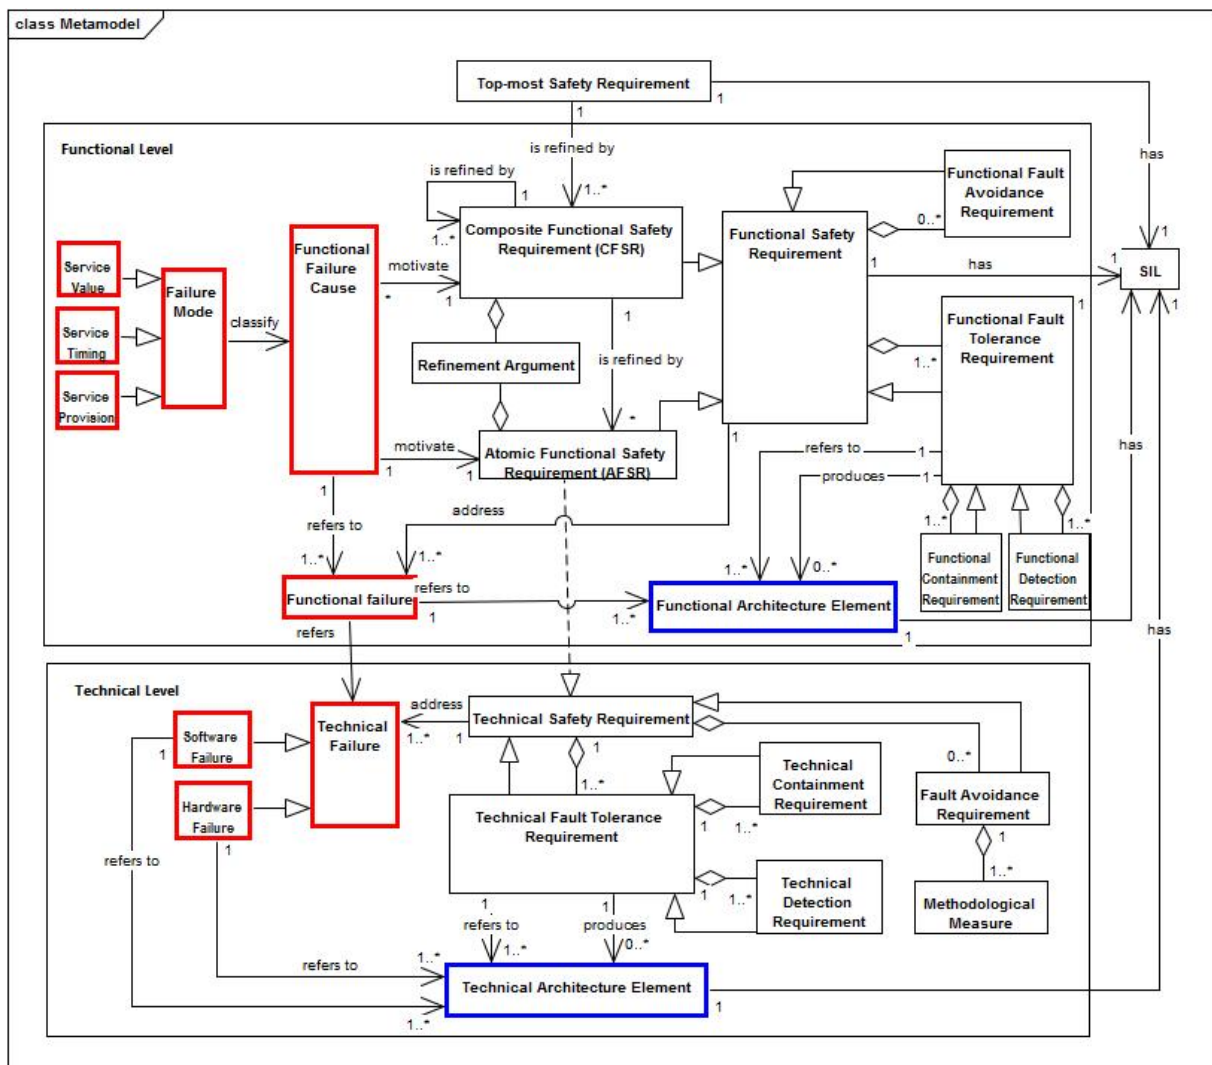 class Metamodel
Top-most Safety Requirement
1
1
is refined by
1..*
has
1
Functional Level
is refined by
1
1..*
Composite Functional Safety
Requirement (CFSR)
Functional Safety
Requirement
Functional Fault
Avoidance
Requirement
0..*
1
has
1
SIL
1
1
Service
Value
Service
Timing
Service
Provision
Failure
Mode
classify
Functional
Failure
Cause
motivate
*
1
1
is refined by
*
Refinement Argument
motivate
1
1
Atomic Functional Safety
Requirement (AFSR)
1
Functional Fault
Tolerance
Requirement
1
1..*
refers to
1
produces
1
has
1..*
1..*
Functional
Containment
Requirement
Functional
Detection
Requirement
1
refers to
1..*
address
1..*
1..*
0..*
Functional failure
refers to
1
1..*
Functional Architecture Element
1
has
refers
Technical Level
Software
Failure
1
Hardware
Failure
1
Technical
Failure
address
1..*
1
Technical Safety Requirement
1
1..*
0..*
Technical Fault Tolerance
Requirement
Technical
Containment
Requirement
1
1..*
Technical
Detection
Requirement
1
1..*
Fault Avoidance
Requirement
1
1..*
Methodological
Measure
refers to
1
refers to
1..*
1
produces
0..*
refers to
1..*
1..*
Technical Architecture Element
1